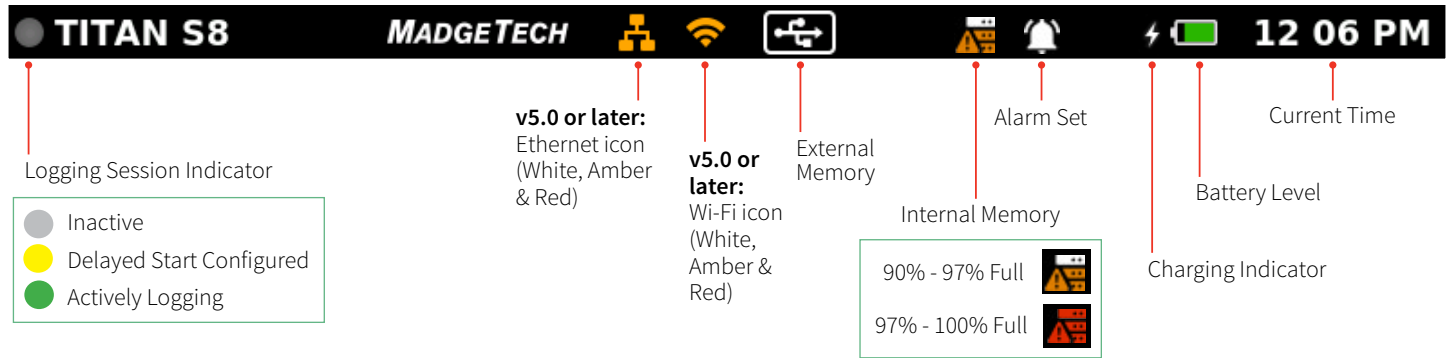 TITAN S8 MADGETECH 12 06 PM
Logging Session Indicator
Inactive
Delayed Start Configured
Actively Logging
v5.0 or later:
Ethernet icon
(White, Amber
& Red)
v5.0 or
later:
Wi-Fi icon
(White,
Amber &
Red)
External
Memory
Internal Memory
90% - 97% Full
97% - 100% Full
Alarm Set
Charging Indicator
Battery Level
Current Time